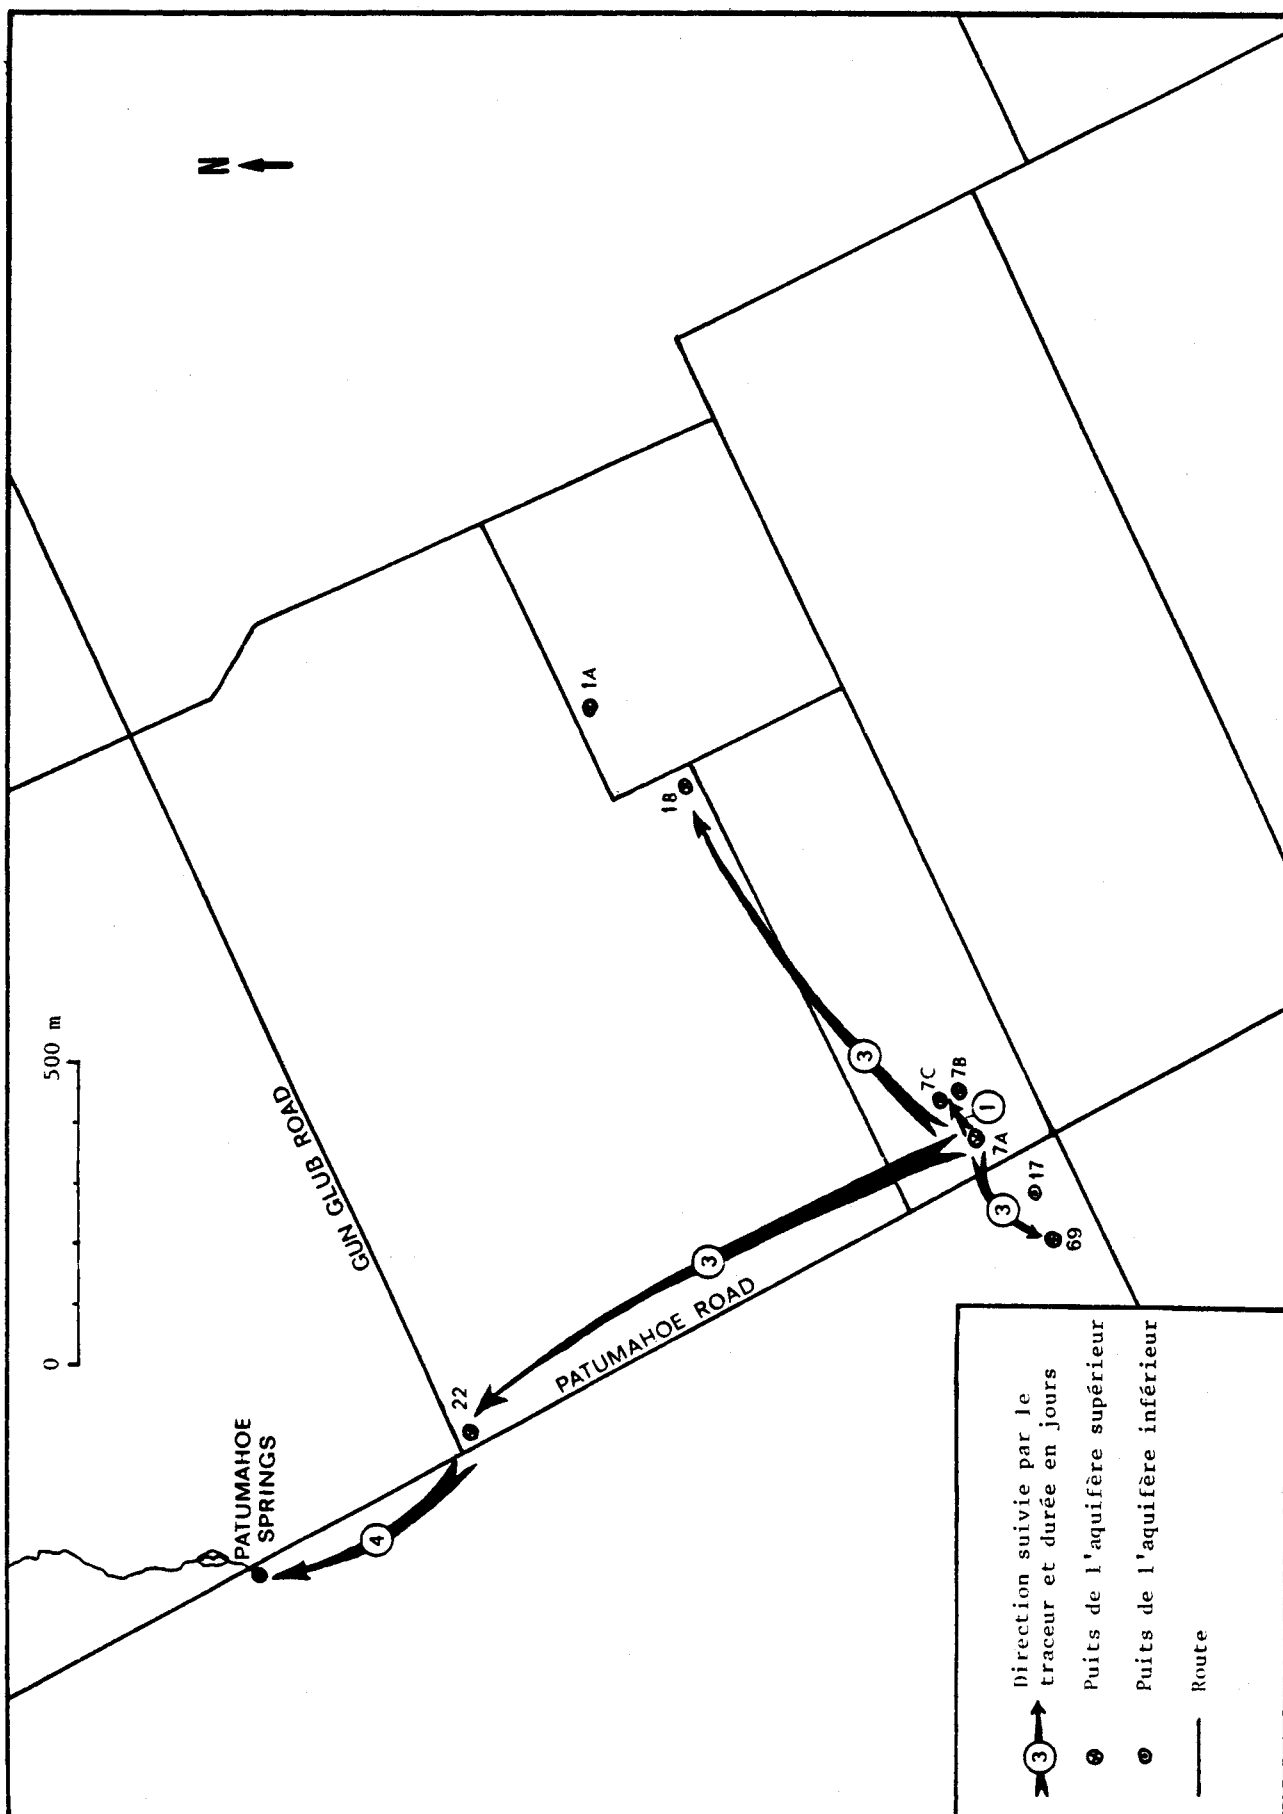 N
0 500 m
GUN GLUB ROAD
PATUMAHOE
SPRINGS
4
22
PATUMAHOE ROAD
3
1A
1B
3
7C
7B
1
7A
17
3
69
3 Direction suivie par le
traceur et durée en jours
Puits de l'aquifère supérieur
Puits de l'aquifère inférieur
Route